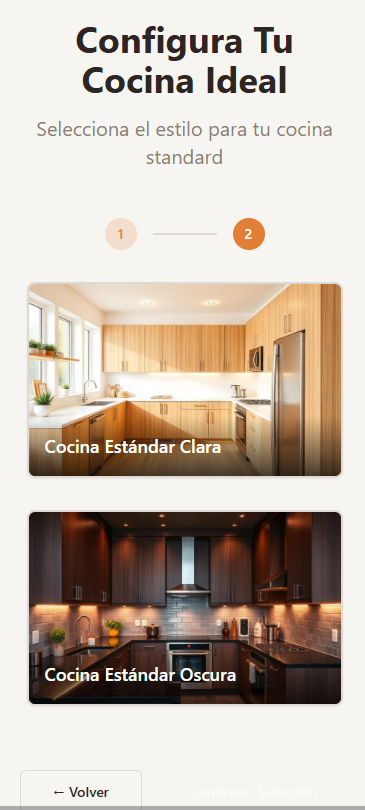 Configura Tu
Cocina Ideal
Selecciona el estilo para tu cocina
standard
1
2
Cocina Estándar Clara
Cocina Estándar Oscura
← Volver
Confirmar Selección